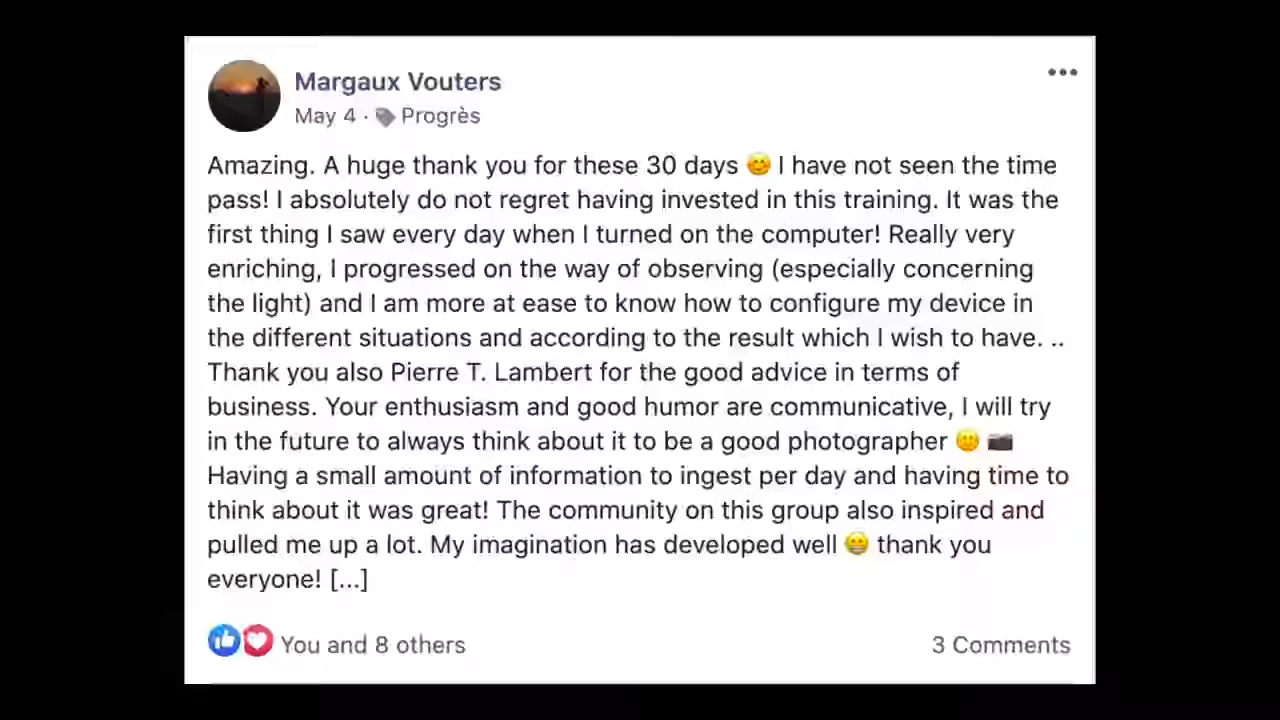 Margaux Vouters
May 4 · Progrès
Amazing. A huge thank you for these 30 days 😊 I have not seen the time
pass! I absolutely do not regret having invested in this training. It was the
first thing I saw every day when I turned on the computer! Really very
enriching, I progressed on the way of observing (especially concerning
the light) and I am more at ease to know how to configure my device in
the different situations and according to the result which I wish to have. ..
Thank you also Pierre T. Lambert for the good advice in terms of
business. Your enthusiasm and good humor are communicative, I will try
in the future to always think about it to be a good photographer 🙂 📷
Having a small amount of information to ingest per day and having time to
think about it was great! The community on this group also inspired and
pulled me up a lot. My imagination has developed well 😁 thank you
everyone! [...]
You and 8 others
3 Comments